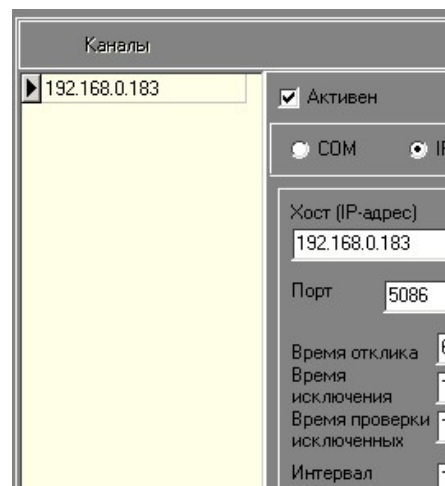 Каналы
192.168.0.183
Активен
COM
Хост (IP-адрес)
192.168.0.183
Порт
5086
Время отклика
Время
исключения
Время проверки
исключенных
Интервал